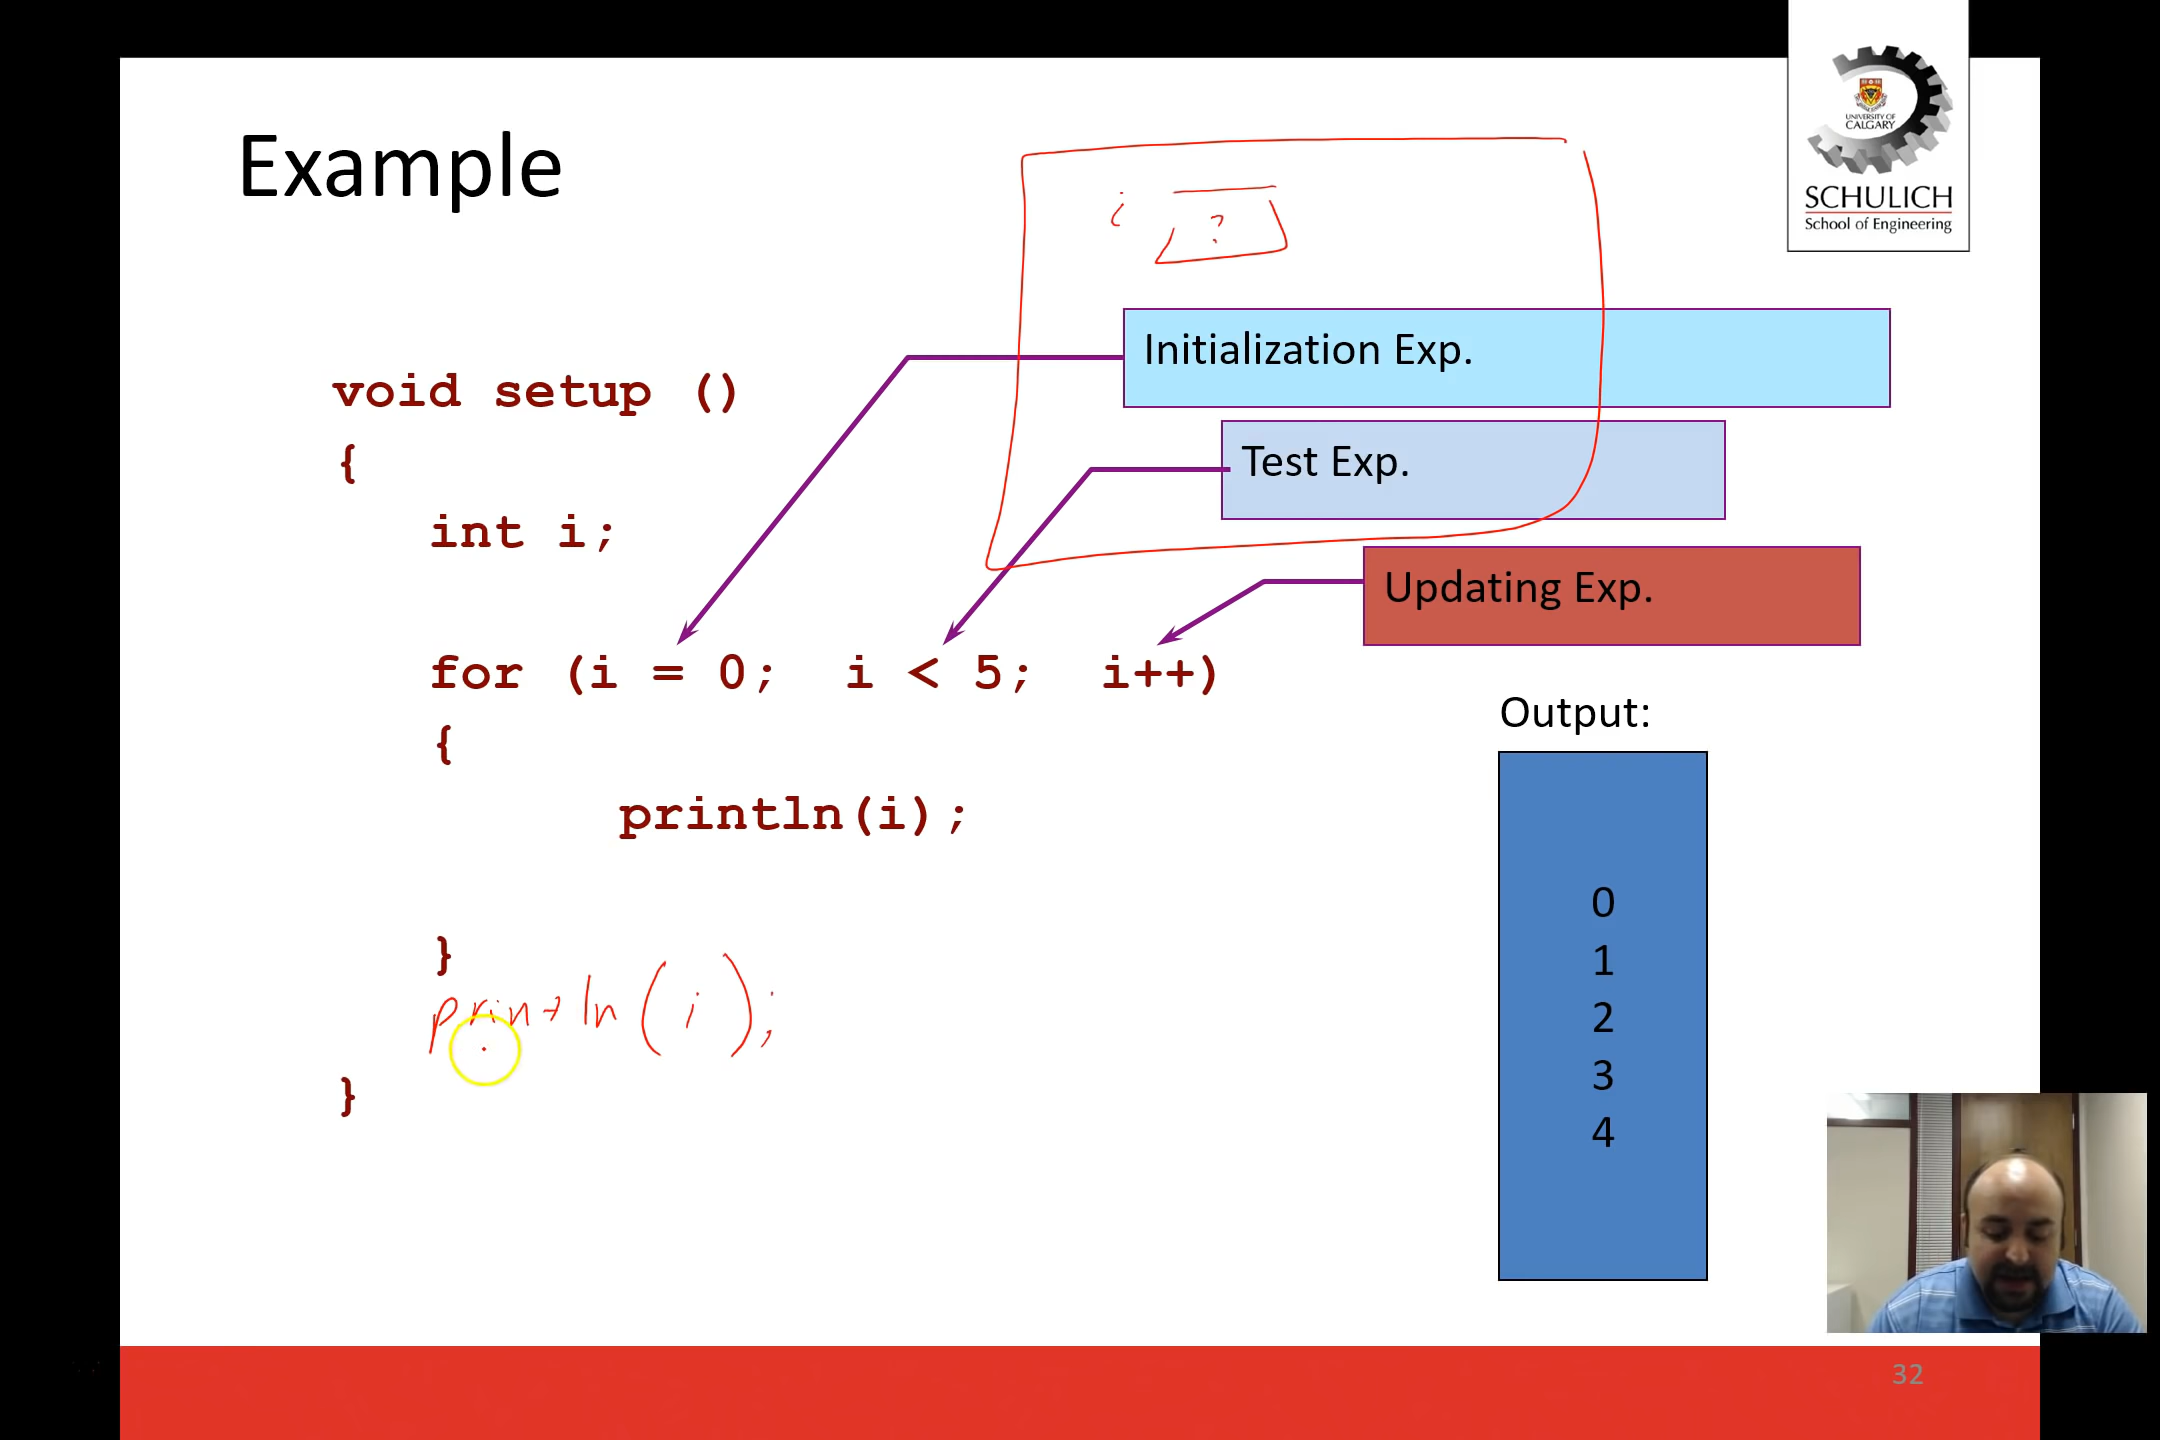 UNIVERSITY OF
CALGARY
SCHULICH
School of Engineering
Example
i ?
Initialization Exp.
void setup ()
{
Test Exp.
int i;
Updating Exp.
for (i = 0; i < 5; i++)
{
Output:
println(i);
}
println(i);
}
0
1
2
3
4
32